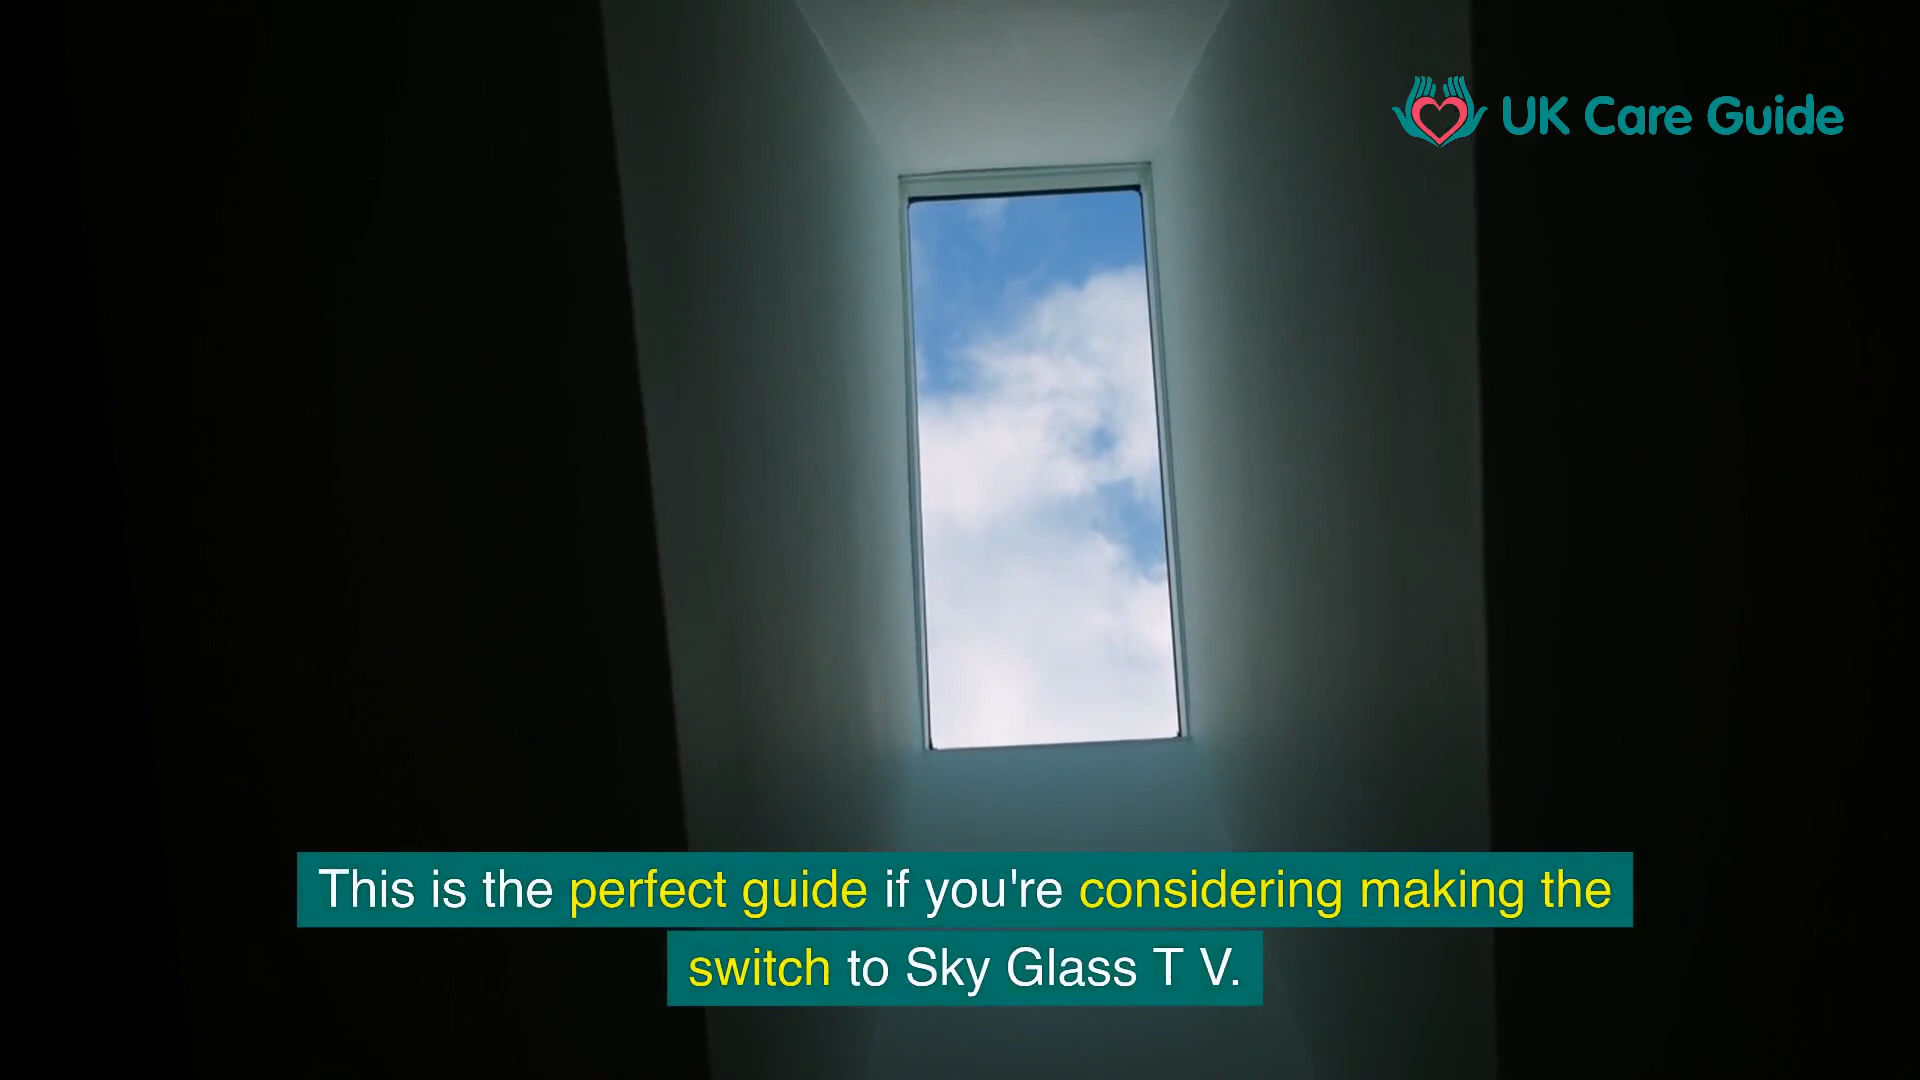 UK Care Guide
This is the perfect guide if you're considering making the
switch to Sky Glass T V.